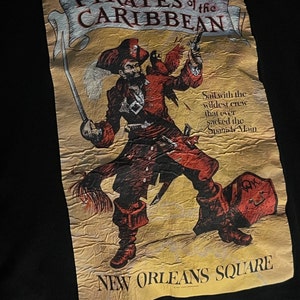 PIRATES of the
CARIBBEAN
Sail with the
wildest crew
that ever
sacked the
Spanish Main
NEW ORLEANS SQUARE